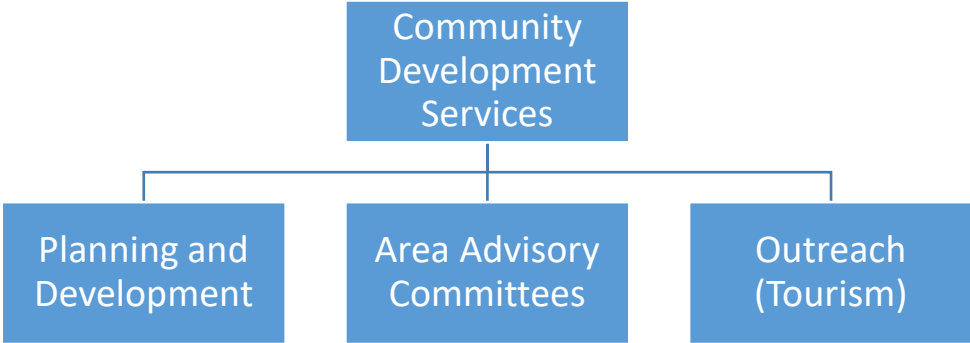 Community
Development
Services
Planning and
Development
Area Advisory
Committees
Outreach
(Tourism)